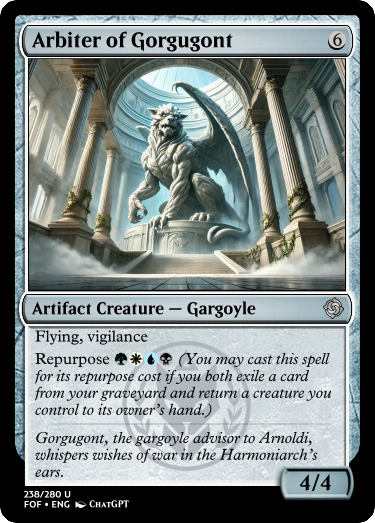 Arbiter of Gorgugont 6
Artifact Creature — Gargoyle
Flying, vigilance
Repurpose (You may cast this spell
for its repurpose cost if you both exile a card
from your graveyard and return a creature you
control to its owner's hand.)
Gorgugont, the gargoyle advisor to Arnoldi,
whispers wishes of war in the Harmoniarch's
ears.
4/4
238/280 U
FOF • ENG ChatGPT